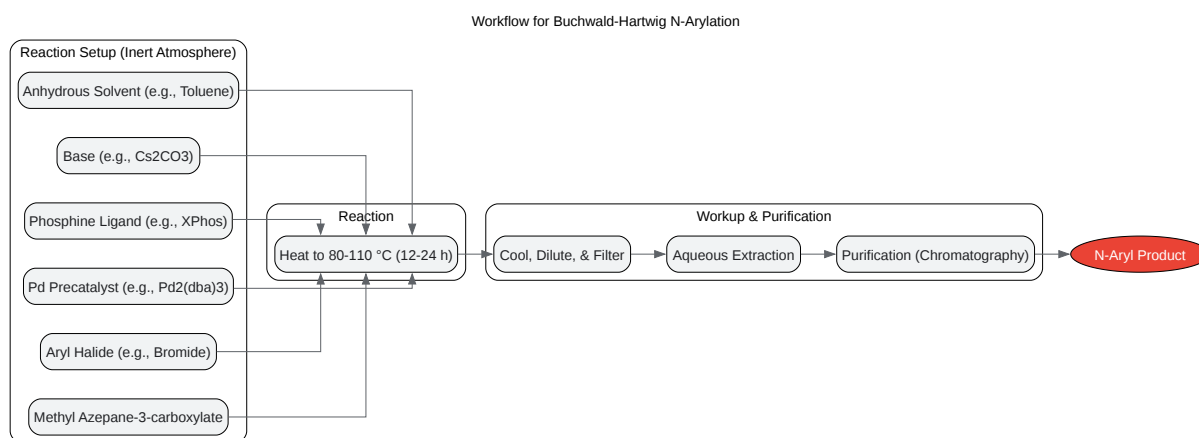 Workflow for Buchwald-Hartwig N-Arylation
Reaction Setup (Inert Atmosphere)
Anhydrous Solvent (e.g., Toluene)
Base (e.g., Cs2CO3)
Phosphine Ligand (e.g., XPhos)
Pd Precatalyst (e.g., Pd2(dba)3)
Aryl Halide (e.g., Bromide)
Methyl Azepane-3-carboxylate
Reaction
Heat to 80-110 °C (12-24 h)
Workup & Purification
Cool, Dilute, & Filter
Aqueous Extraction
Purification (Chromatography)
N-Aryl Product